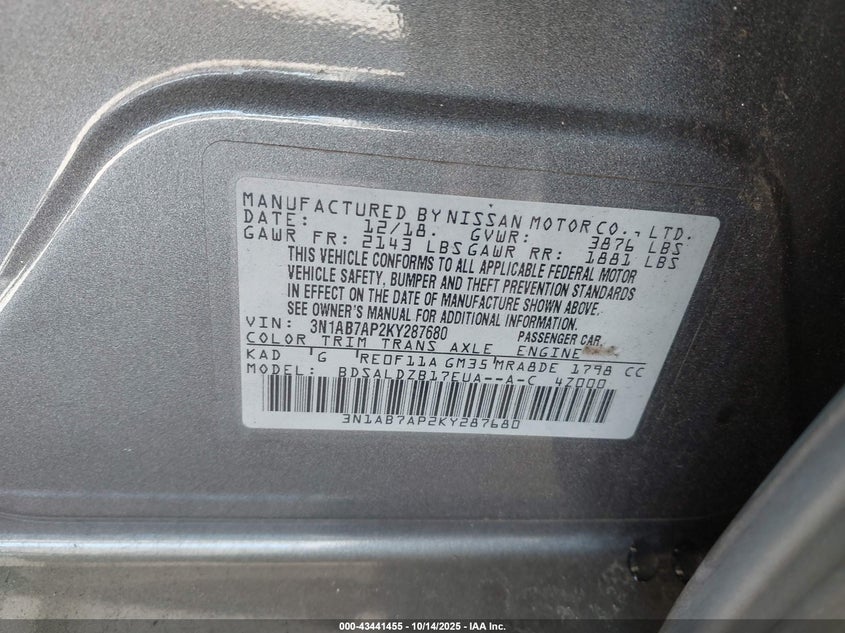 MANUFACTURED BY NISSAN MOTOR CO., LTD.
DATE: 12/18. GVWR: 3876 LBS
GAWR FR: 2143 LBS GAWR RR: 1881 LBS
THIS VEHICLE CONFORMS TO ALL APPLICABLE FEDERAL MOTOR
VEHICLE SAFETY, BUMPER AND THEFT PREVENTION STANDARDS
IN EFFECT ON THE DATE OF MANUFACTURE SHOWN ABOVE.
SEE OWNER'S MANUAL FOR ADDITIONAL INFORMATION.
VIN: 3N1AB7AP2KY287680 PASSENGER CAR.
COLOR TRIM TRANS AXLE ENGINE
KAD G RE0F11A GM35 MRA8DE 1798 CC
MODEL: BDSALDZB17EUA--A-C 4Z000
3N1AB7AP2KY287680
000-43441455 | 10/14/2025 - IAA Inc.